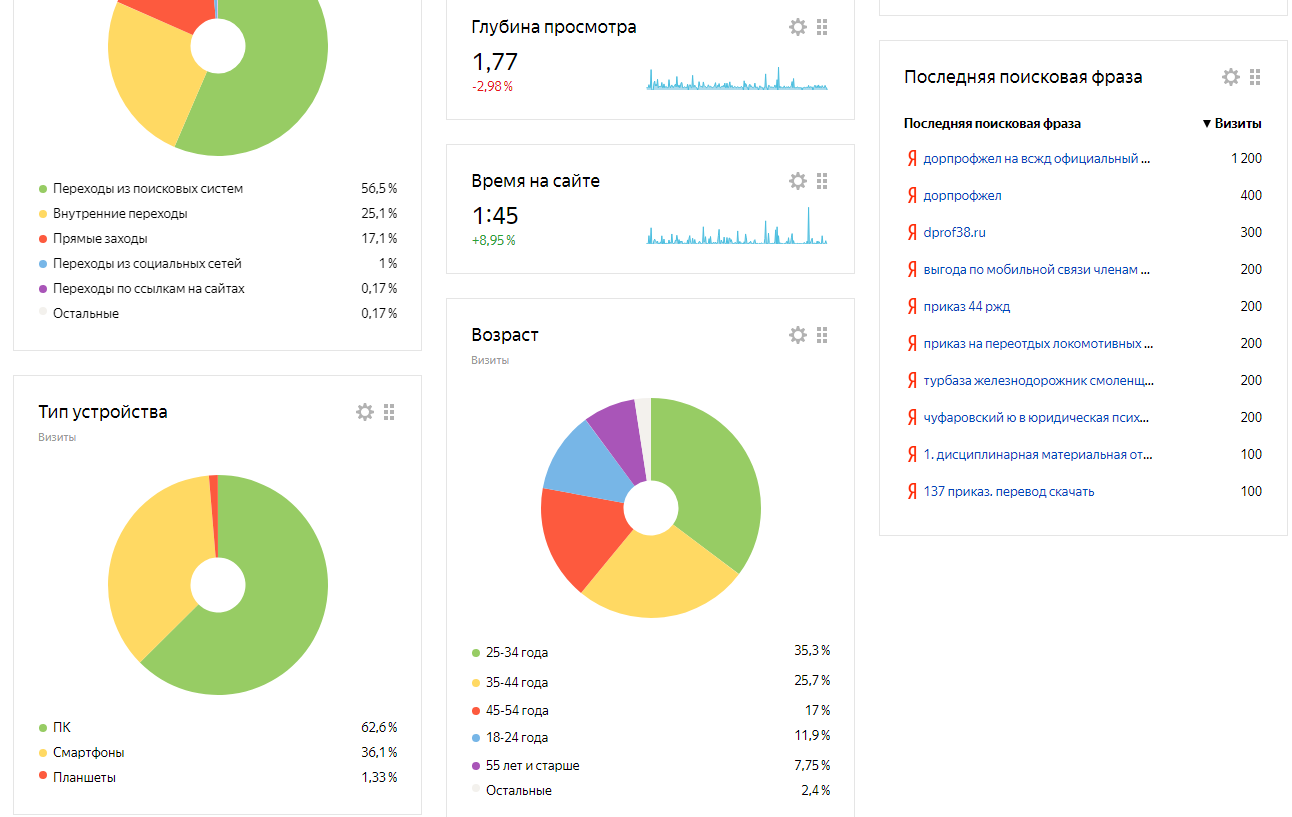 Переходы из поисковых систем 56,5 %
Внутренние переходы 25,1 %
Прямые заходы 17,1 %
Переходы из социальных сетей 1 %
Переходы по ссылкам на сайтах 0,17 %
Остальные 0,17 %
Тип устройства
Визиты
ПК 62,6 %
Смартфоны 36,1 %
Планшеты 1,33 %
Глубина просмотра
1,77
-2,98 %
Время на сайте
1:45
+8,95 %
Возраст
Визиты
25-34 года 35,3 %
35-44 года 25,7 %
45-54 года 17 %
18-24 года 11,9 %
55 лет и старше 7,75 %
Остальные 2,4 %
Последняя поисковая фраза
Последняя поисковая фраза ▼ Визиты
Я дорпрофжел на всжд официальный ... 1 200
Я дорпрофжел 400
Я dprof38.ru 300
Я выгода по мобильной связи членам ... 200
Я приказ 44 ржд 200
Я приказ на переотдых локомотивных ... 200
Я турбаза железнодорожник смоленщ... 200
Я чуфаровский ю в юридическая псих... 200
Я 1. дисциплинарная материальная от... 100
Я 137 приказ. перевод скачать 100